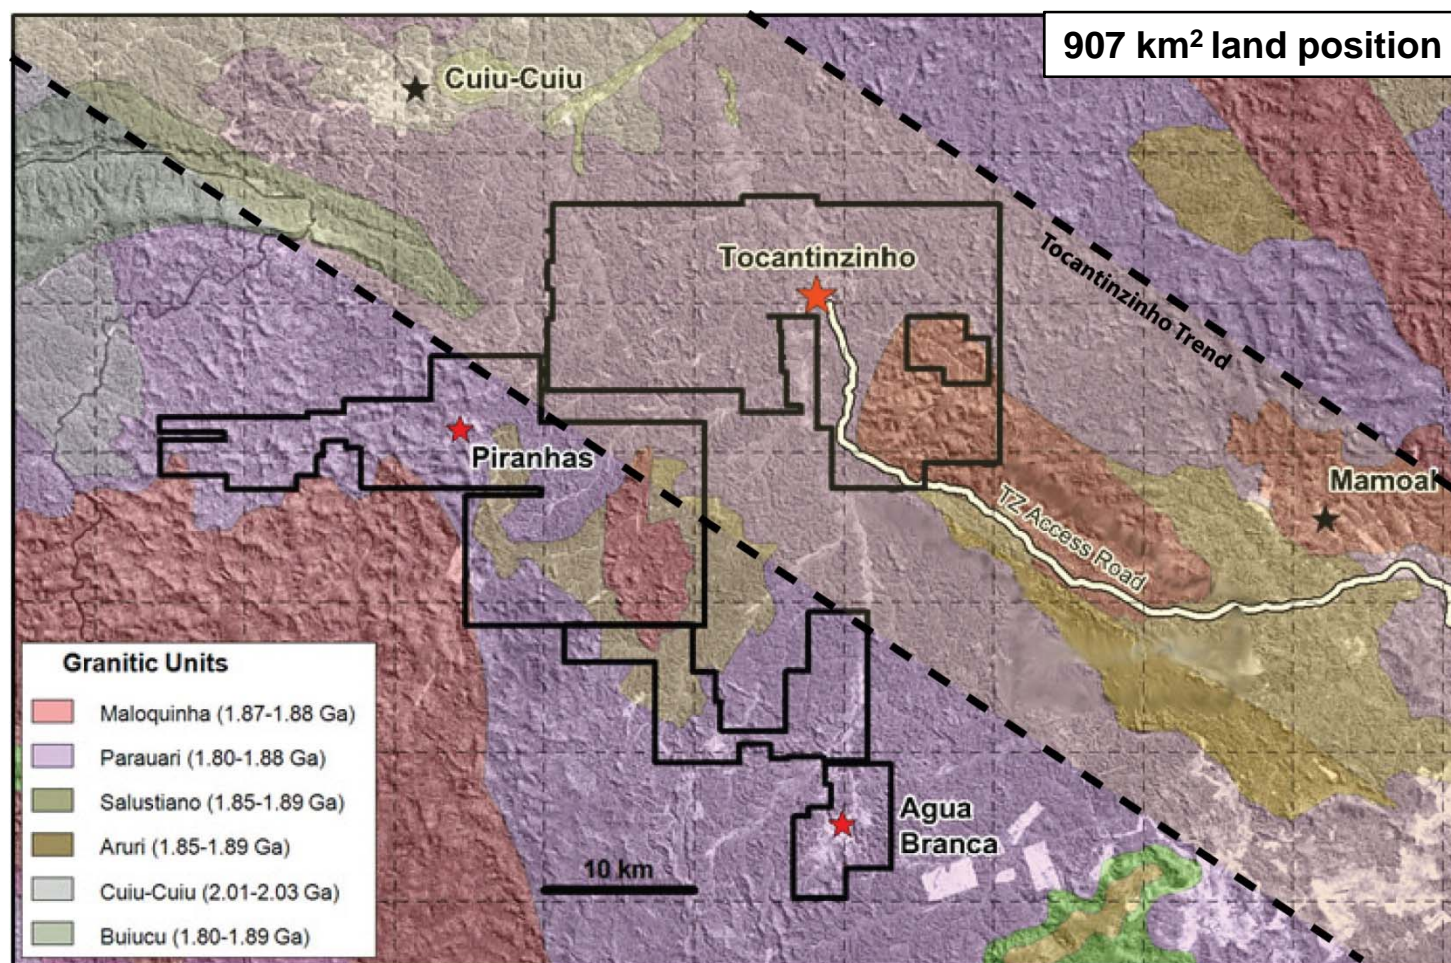 907 km² land position
Cuiu-Cuiu
Tocantinzinho
Tocantinzinho Trend
Piranhas
Mamoal
TZ Access Road
Granitic Units
Maloquinha (1.87-1.88 Ga)
Parauari (1.80-1.88 Ga)
Salustiano (1.85-1.89 Ga)
Aruri (1.85-1.89 Ga)
Cuiu-Cuiu (2.01-2.03 Ga)
Buiucu (1.80-1.89 Ga)
10 km
Agua
Branca